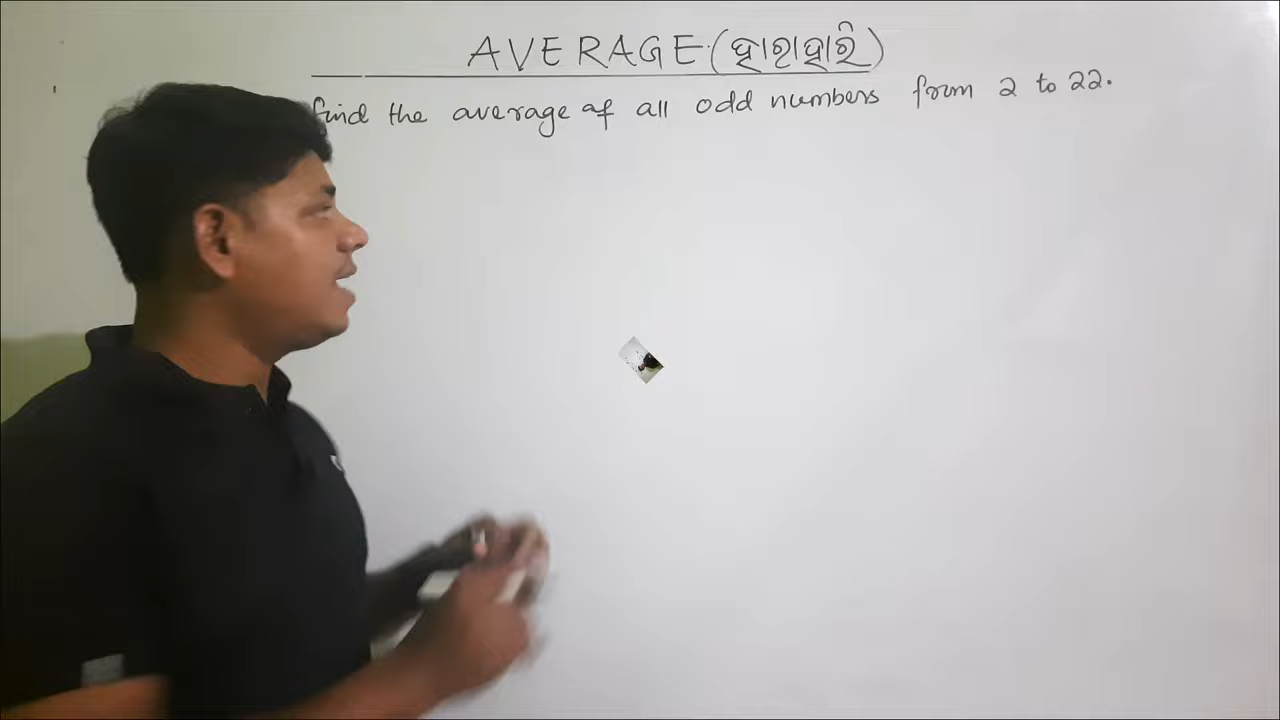 AVERAGE (ହାରାହାରି)
find the average of all odd numbers from 2 to 22.